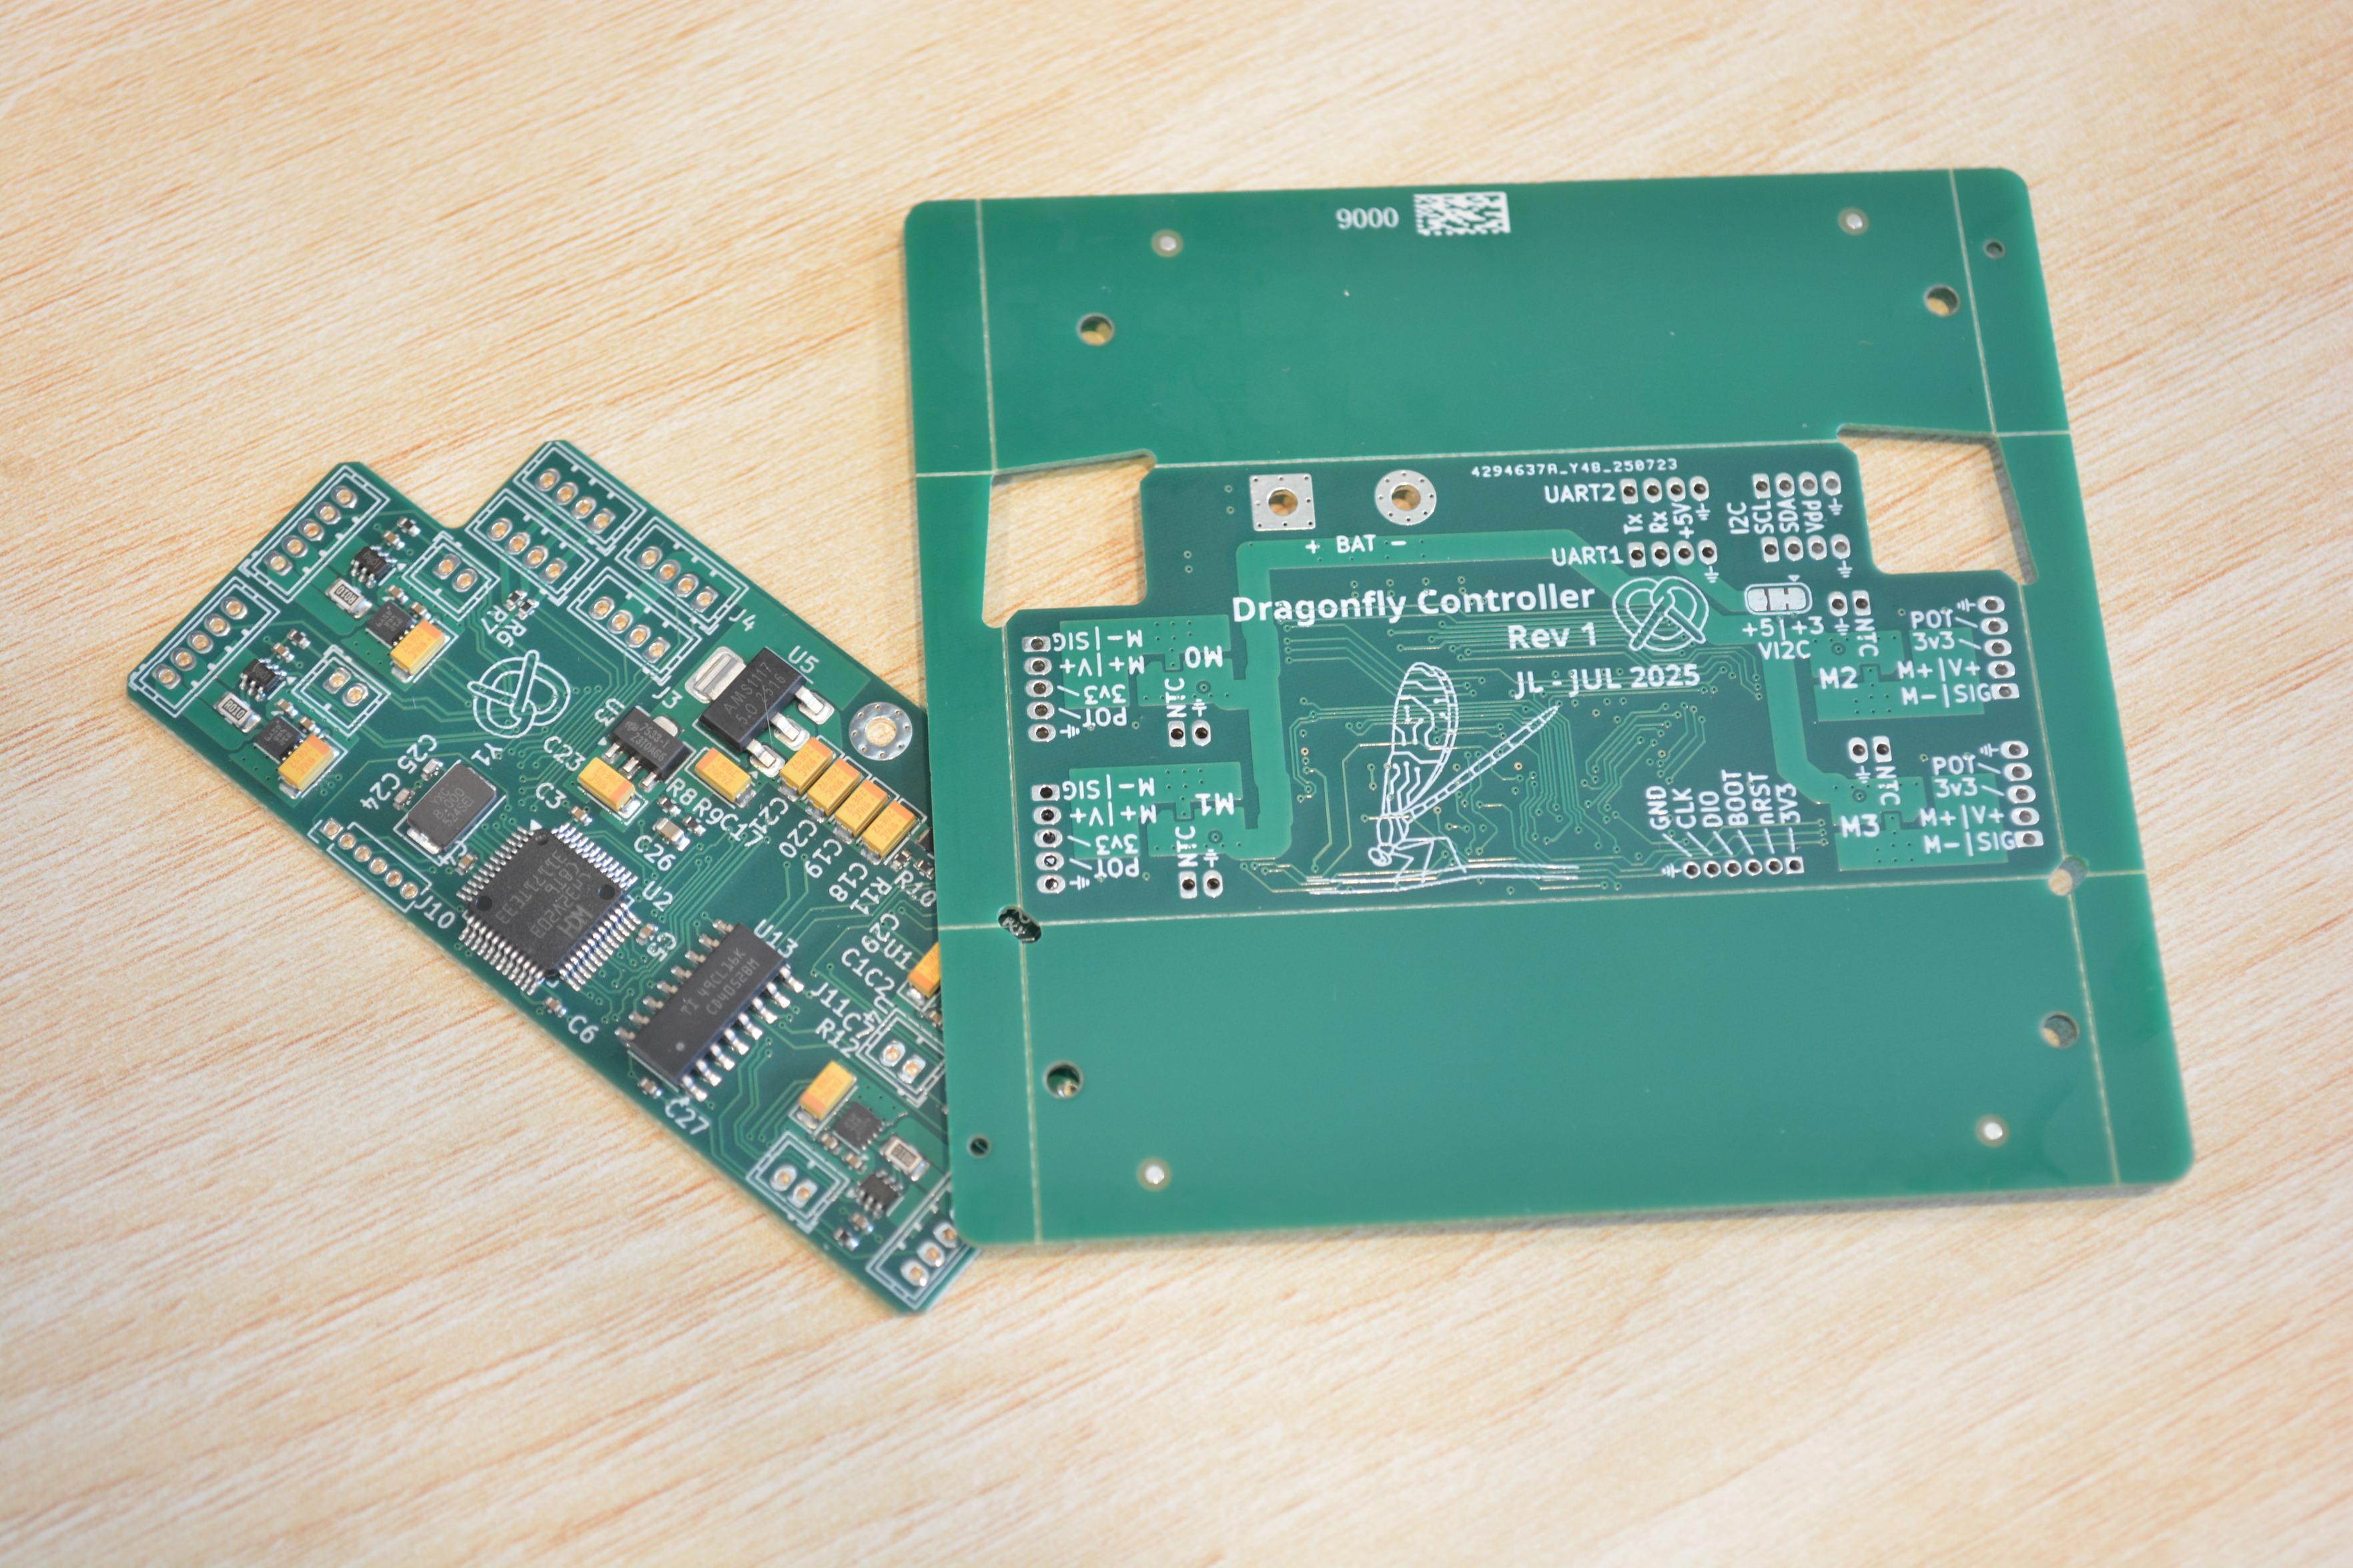 9000
4294637A_Y48_250723
UART2
Tx
Rx
+5V
I2C
SCL
SDA
Vdd
UART1
+ BAT -
Dragonfly Controller
Rev 1
JL - JUL 2025
+5|+3
VI2C
M-|SIG
M+|V+
3v3
POT
M0
NTC
M-|SIG
M+|V+
3v3
POT
M1
NTC
NTC
M2
POT
3v3
M+|V+
M-|SIG
NTC
M3
POT
3v3
M+|V+
M-|SIG
GND
CLK
DIO
BOOT
nRST
3V3
J4
R7
R6
U5
AMS1117
J3
U3
R010
R010
Y1
C25
C24
C23
C3
R8
R9
C17
C21
C20
C19
C18
R11
R10
C26
U2
J10
C5
U13
49CL16K
CD4052BM
C6
C29
U1
C1
C2
J11
C7
R12
C27